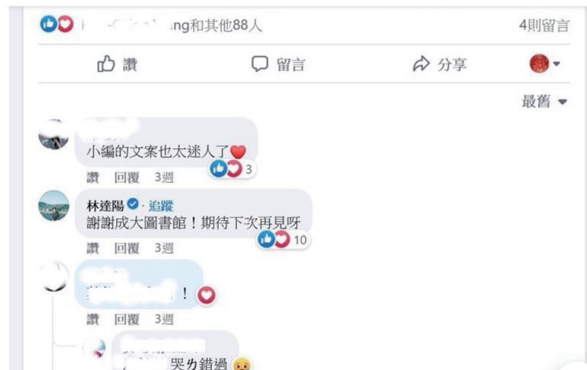 ng和其他88人
4則留言
讚 留言 分享
最舊
小編的文案也太迷人了❤️
3
讚 回覆 3週
林達陽 · 追蹤
謝謝成大圖書館！期待下次再見呀
10
讚 回覆 3週
！
讚 回覆 3週
哭ㄉ錯過